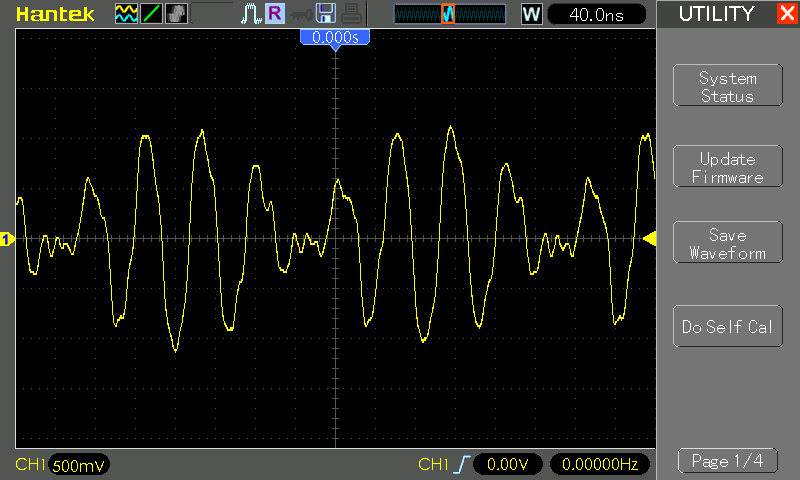 Hantek
R
W
40.0ns
UTILITY
X
0.000s
System
Status
Update
Firmware
Save
Waveform
Do Self Cal
1
CH1 500mV
CH1 0.00V 0.00000Hz
Page 1/4